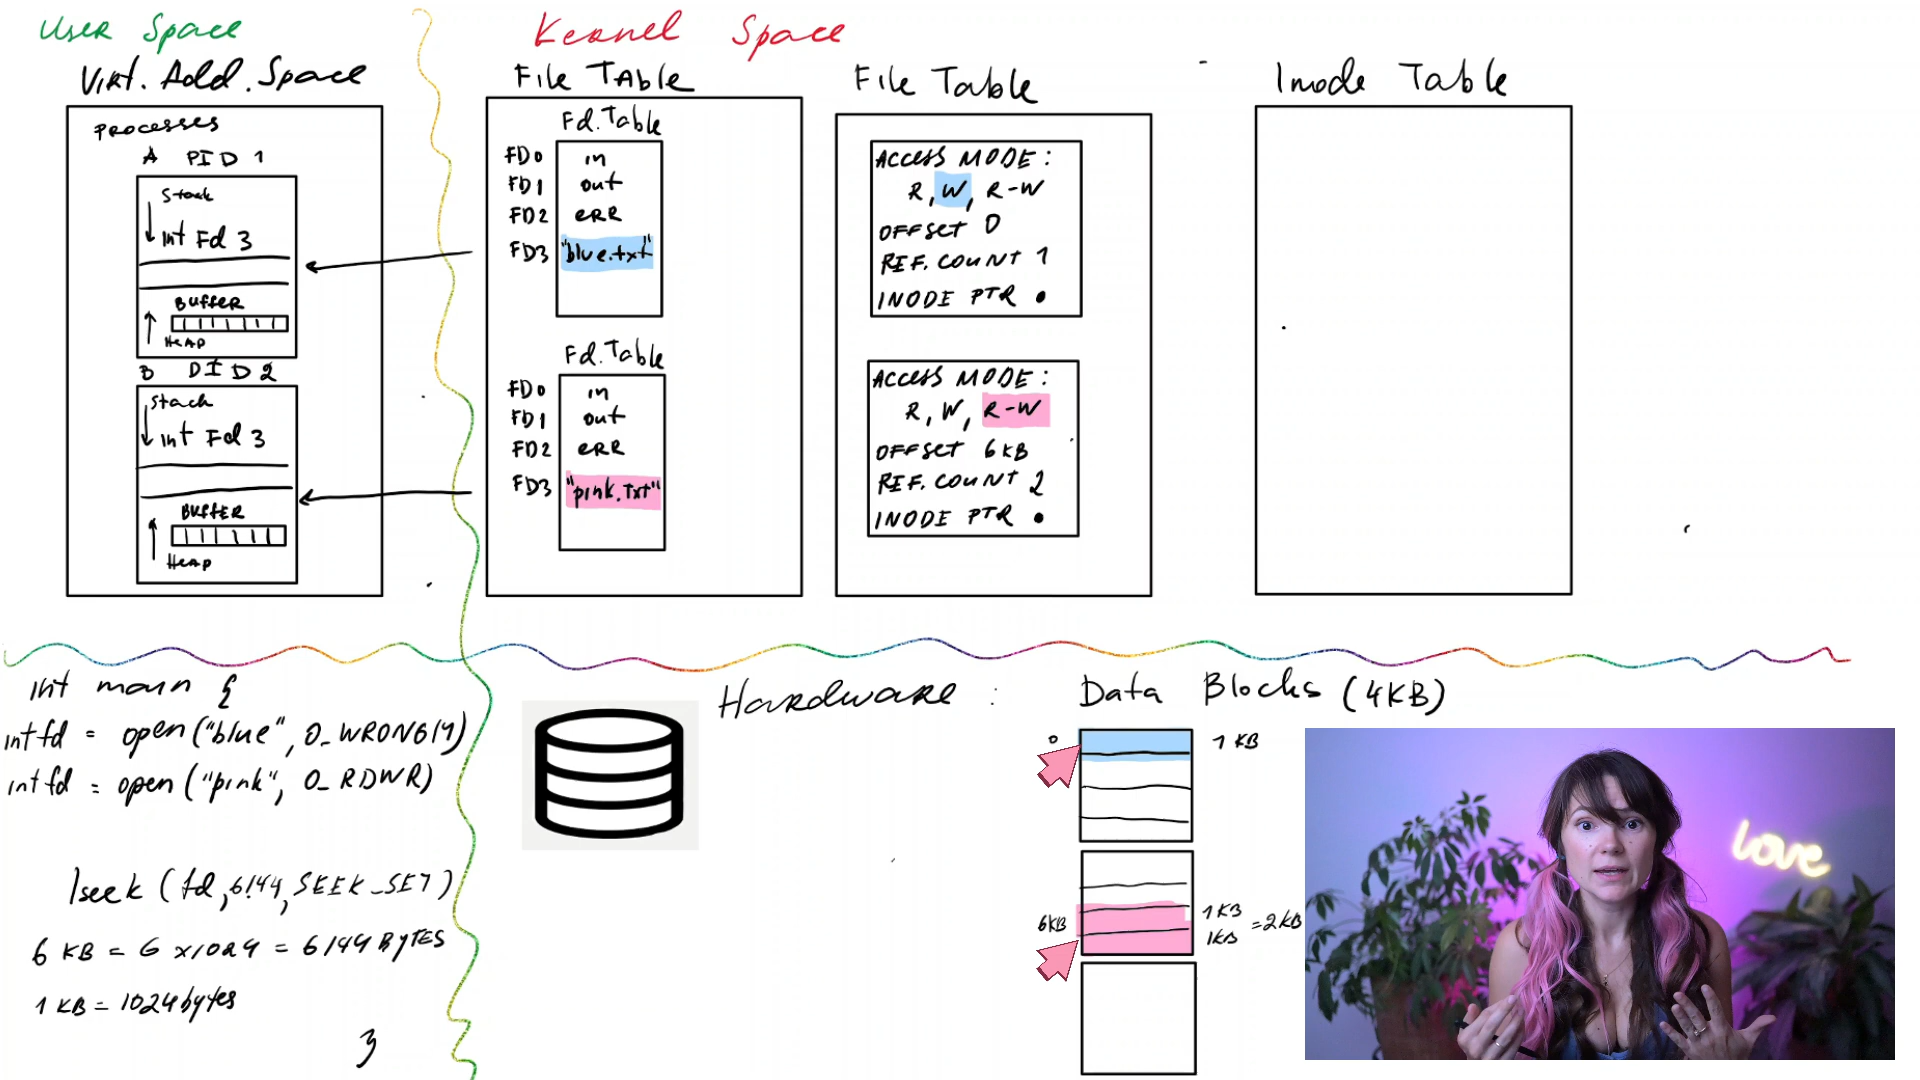 User Space
Kernel Space
Virt. Add. Space
File Table
File Table
Inode Table
Processes
A PID 1
Stack
int Fd 3
Buffer
Heap
B PID 2
Stack
int Fd 3
Buffer
Heap
Fd. Table
FD0 in
FD1 out
FD2 err
FD3 "blue.txt"
Fd. Table
FD0 in
FD1 out
FD2 err
FD3 "pink.txt"
Access Mode:
R, W, R-W
Offset 0
Ref. Count 1
Inode Ptr
Access Mode:
R, W, R-W
Offset 6KB
Ref. Count 2
Inode Ptr
int main {
int fd = open("blue", O_WRONGLY)
int fd = open("pink", O_RDWR)
lseek (fd, 6144, SEEK_SET)
6 KB = 6 x 1024 = 6144 Bytes
1 KB = 1024 bytes
}
Hardware:
Data Blocks (4KB)
0
1 KB
6KB
1 KB
1KB
=2KB
love